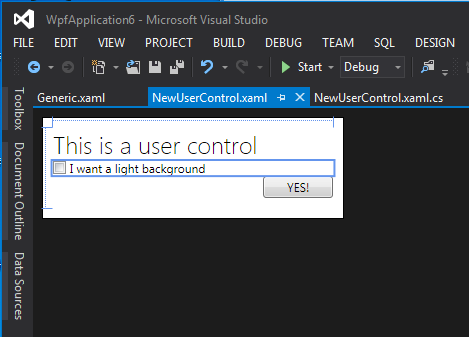 WpfApplication6 - Microsoft Visual Studio
FILE EDIT VIEW PROJECT BUILD DEBUG TEAM SQL DESIGN
Start Debug
Generic.xaml NewUserControl.xaml NewUserControl.xaml.cs
Toolbox
Document Outline
Data Sources
This is a user control
I want a light background
YES!